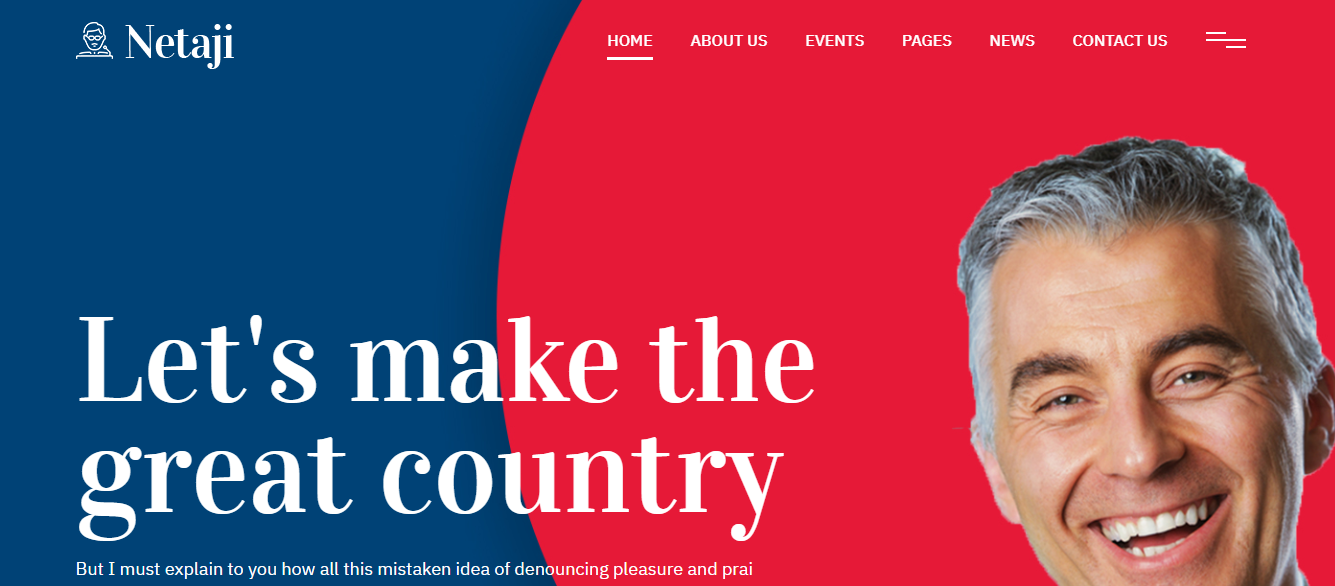 Netaji
HOME ABOUT US EVENTS PAGES NEWS CONTACT US
Let's make the
great country
But I must explain to you how all this mistaken idea of denouncing pleasure and prai